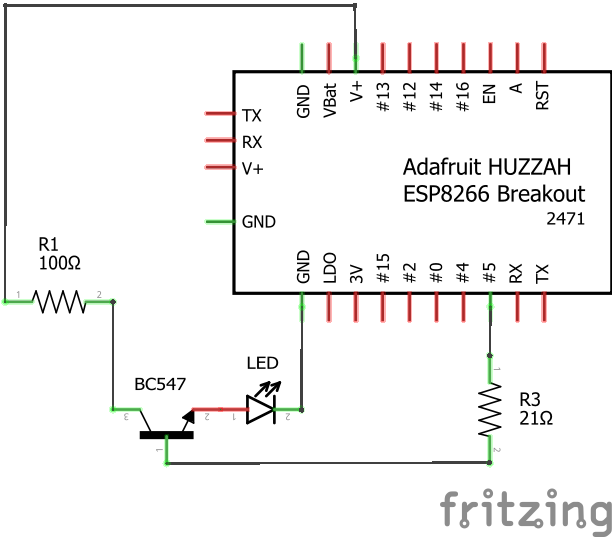 GND VBat V+ #13 #12 #14 #16 EN A RST
TX
RX
V+
GND
Adafruit HUZZAH
ESP8266 Breakout
2471
GND LDO 3V #15 #2 #0 #4 #5 RX TX
R1
100Ω
1 2
LED
BC547
3 2 1 2
1
1
R3
21Ω
2
fritzing